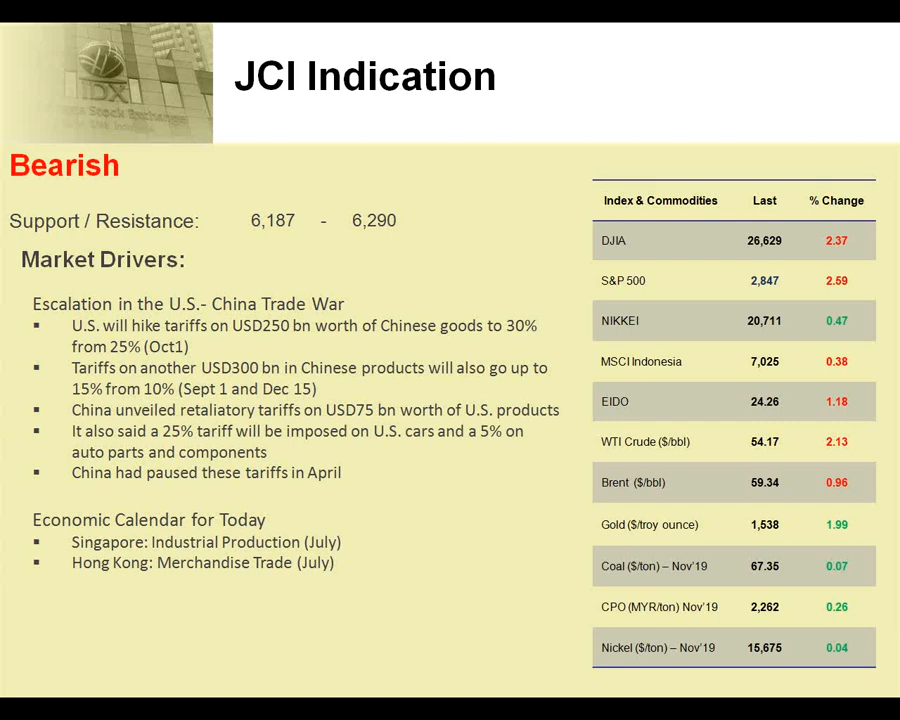 IDX
Stock Exchange
JCI Indication
Bearish
Support / Resistance: 6,187 - 6,290
Market Drivers:
Escalation in the U.S.- China Trade War
▪ U.S. will hike tariffs on USD250 bn worth of Chinese goods to 30%
from 25% (Oct1)
▪ Tariffs on another USD300 bn in Chinese products will also go up to
15% from 10% (Sept 1 and Dec 15)
▪ China unveiled retaliatory tariffs on USD75 bn worth of U.S. products
▪ It also said a 25% tariff will be imposed on U.S. cars and a 5% on
auto parts and components
▪ China had paused these tariffs in April
Economic Calendar for Today
▪ Singapore: Industrial Production (July)
▪ Hong Kong: Merchandise Trade (July)
Index & Commodities Last % Change
DJIA 26,629 2.37
S&P 500 2,847 2.59
NIKKEI 20,711 0.47
MSCI Indonesia 7,025 0.38
EIDO 24.26 1.18
WTI Crude ($/bbl) 54.17 2.13
Brent ($/bbl) 59.34 0.96
Gold ($/troy ounce) 1,538 1.99
Coal ($/ton) – Nov'19 67.35 0.07
CPO (MYR/ton) Nov'19 2,262 0.26
Nickel ($/ton) – Nov'19 15,675 0.04